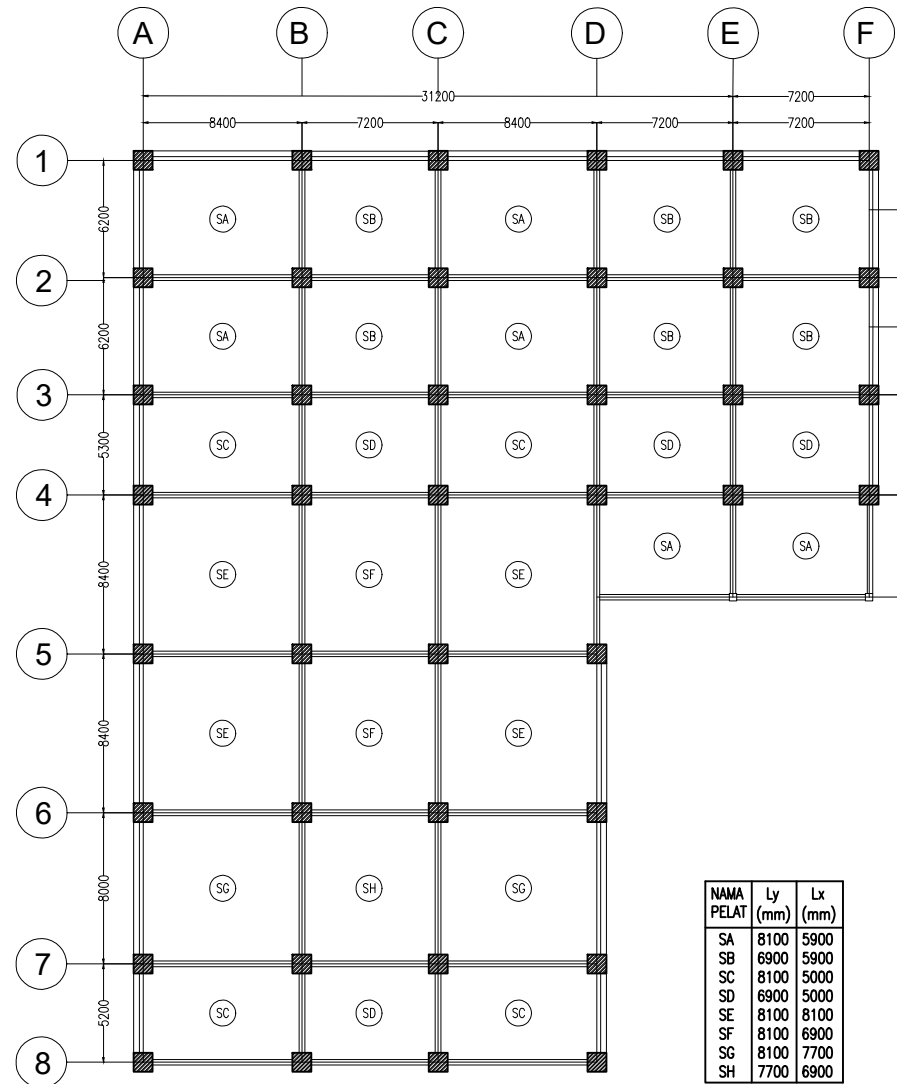 A B C D E F
31200 7200
8400 7200 8400 7200 7200
1
6200
SA SB SA SB SB
2
6200
SA SB SA SB SB
3
5300
SC SD SC SD SD
4
8400
SA SA
SE SF SE
5
8400
SE SF SE
6
8000
SG SH SG
7
5200
SC SD SC
8
NAMA PELAT Ly (mm) Lx (mm)
SA 8100 5900
SB 6900 5900
SC 8100 5000
SD 6900 5000
SE 8100 8100
SF 8100 6900
SG 8100 7700
SH 7700 6900